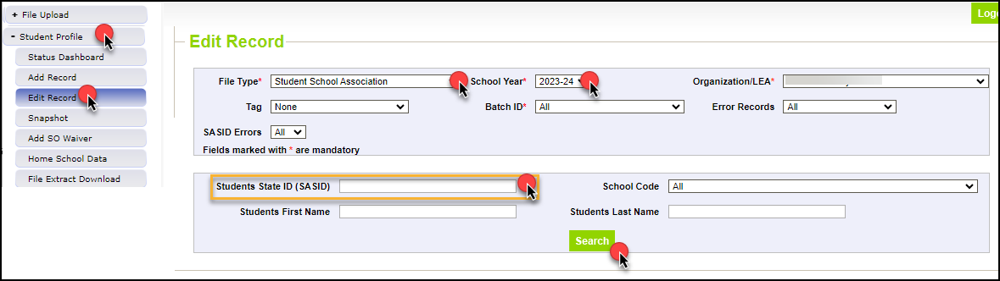 + File Upload
- Student Profile
Status Dashboard
Add Record
Edit Record
Snapshot
Add SO Waiver
Home School Data
File Extract Download
Edit Record
File Type* Student School Association School Year* 2023-24 Organization/LEA*
Tag None Batch ID* All Error Records All
SASID Errors All
Fields marked with * are mandatory
Students State ID (SASID) School Code All
Students First Name Students Last Name
Search